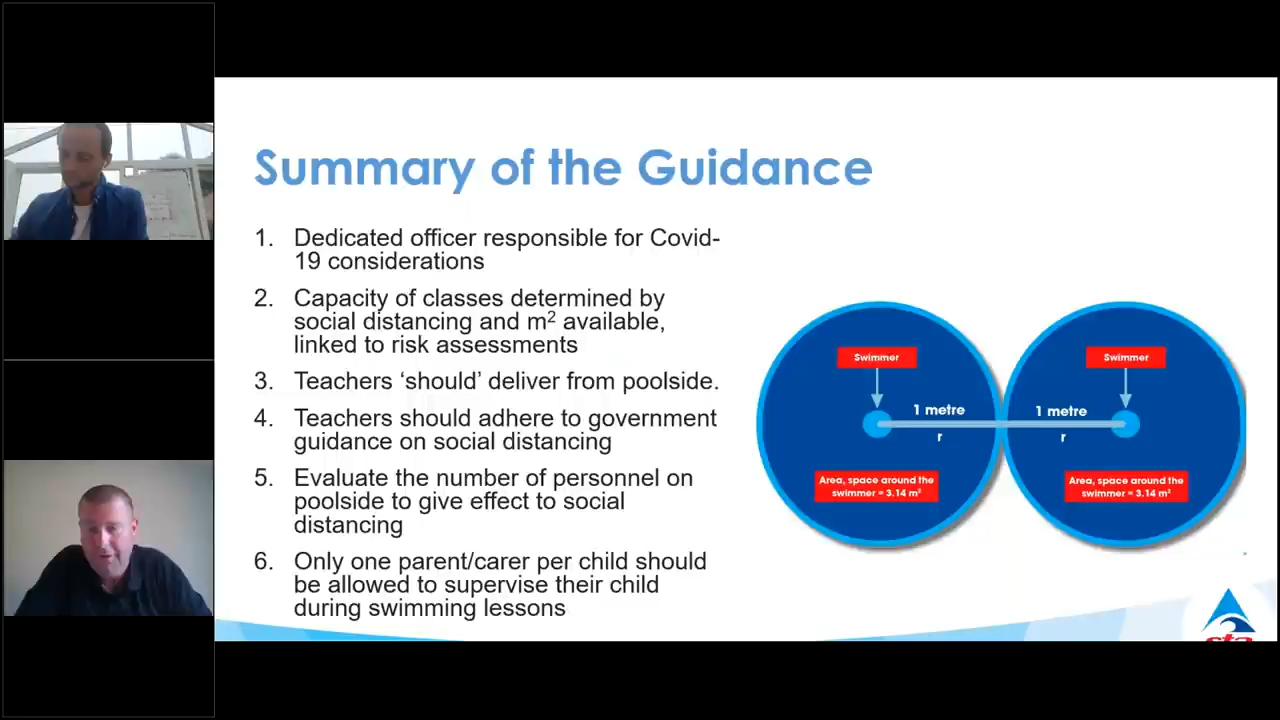 Summary of the Guidance
1. Dedicated officer responsible for Covid-
19 considerations
2. Capacity of classes determined by
social distancing and m² available,
linked to risk assessments
3. Teachers ‘should’ deliver from poolside.
4. Teachers should adhere to government
guidance on social distancing
5. Evaluate the number of personnel on
poolside to give effect to social
distancing
6. Only one parent/carer per child should
be allowed to supervise their child
during swimming lessons
Swimmer
1 metre
r
Area, space around the
swimmer = 3.14 m²
Swimmer
1 metre
r
Area, space around the
swimmer = 3.14 m²
sta